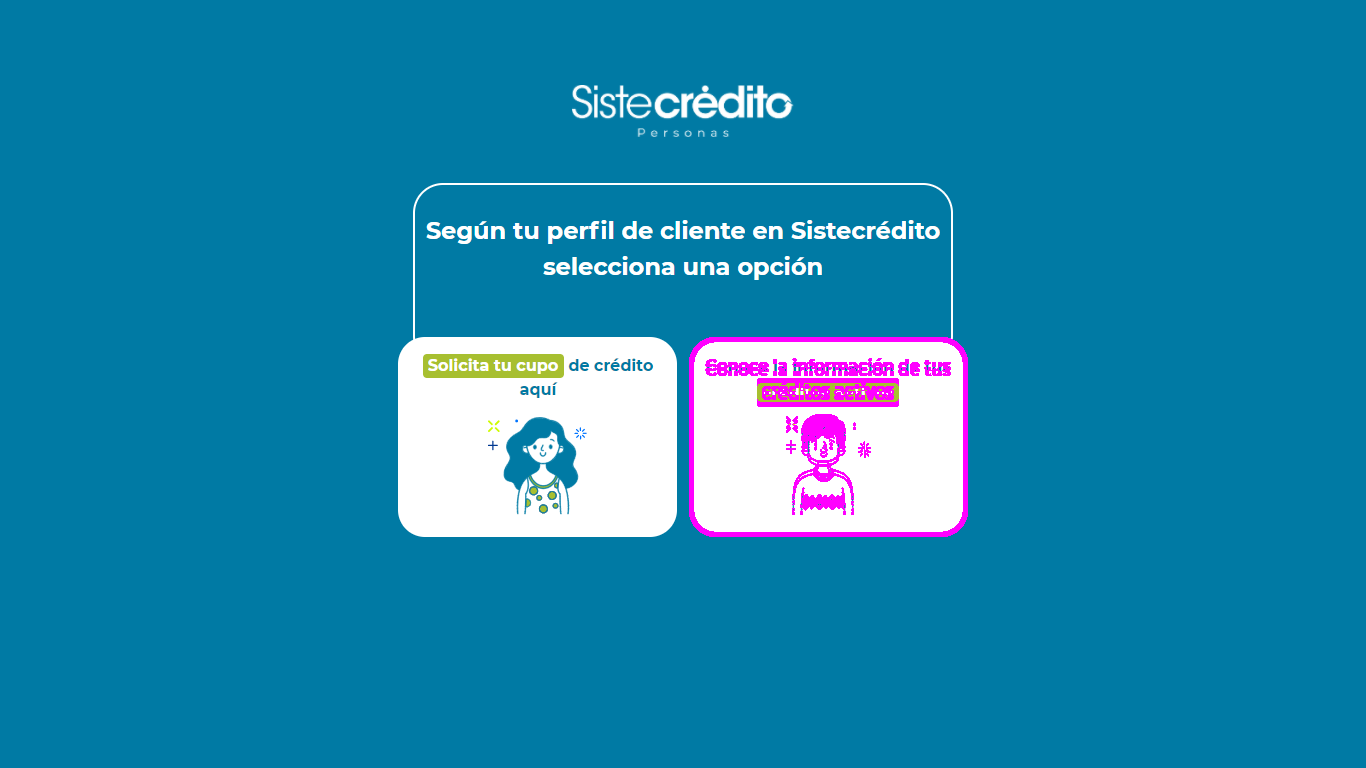 Sistecrédito
Personas
Según tu perfil de cliente en Sistecrédito
selecciona una opción
Solicita tu cupo de crédito
aquí
Conoce la información de tus
créditos activos